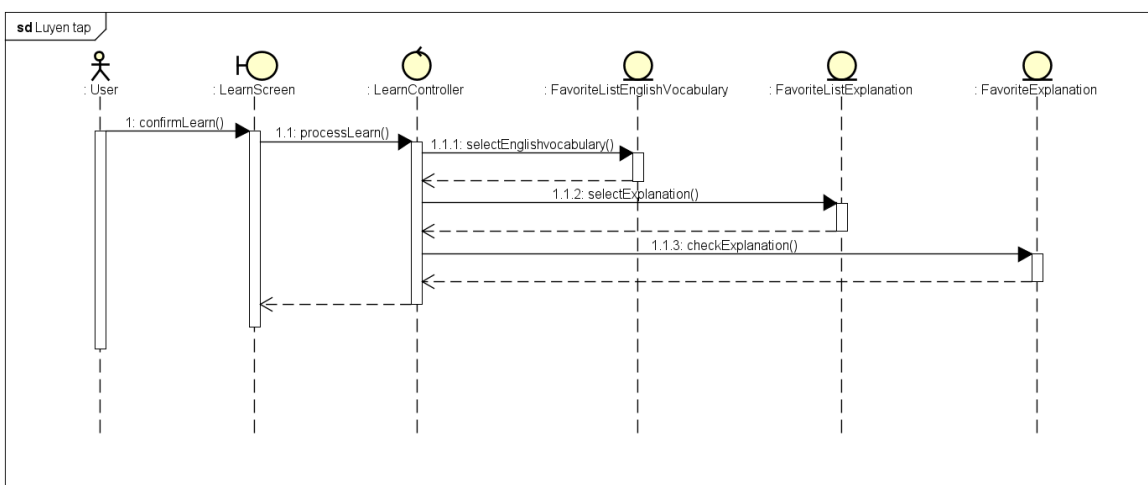 sd Luyen tap
: User
: LearnScreen
: LearnController
: FavoriteListEnglishVocabulary
: FavoriteListExplanation
: FavoriteExplanation
1: confirmLearn()
1.1: processLearn()
1.1.1: selectEnglishvocabulary()
1.1.2: selectExplanation()
1.1.3: checkExplanation()